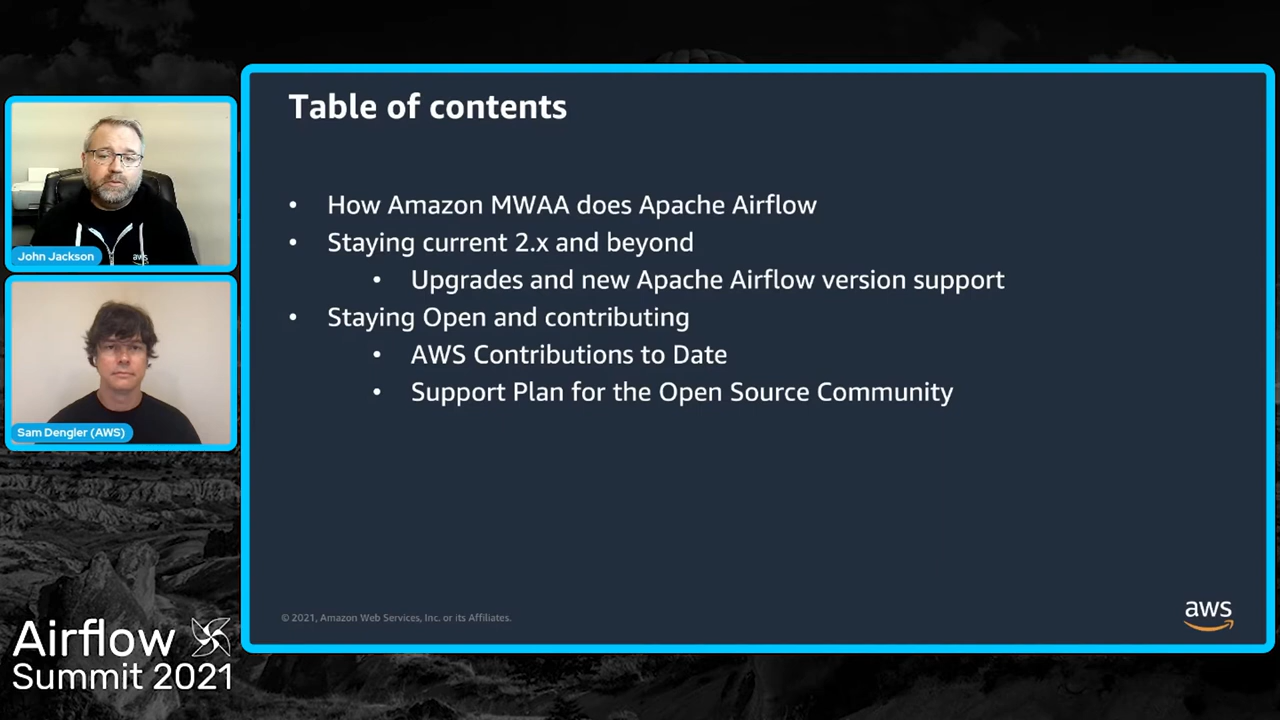 Table of contents
• How Amazon MWAA does Apache Airflow
• Staying current 2.x and beyond
• Upgrades and new Apache Airflow version support
• Staying Open and contributing
• AWS Contributions to Date
• Support Plan for the Open Source Community
© 2021, Amazon Web Services, Inc. or its Affiliates.
aws
aws
John Jackson
Sam Dengler (AWS)
Airflow
Summit 2021